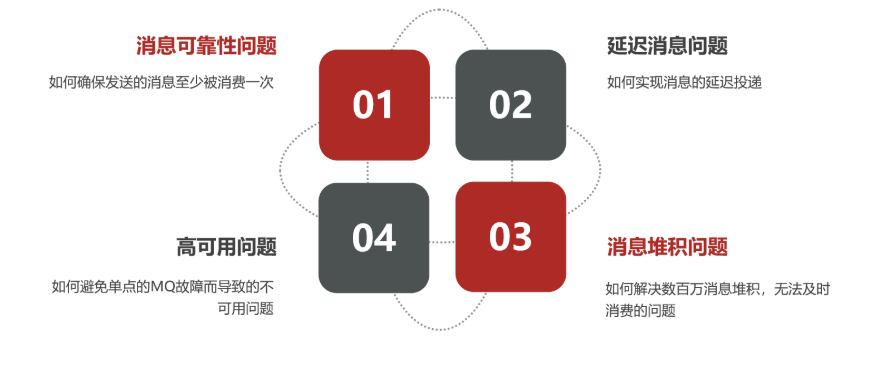 消息可靠性问题
如何确保发送的消息至少被消费一次
01
02
延迟消息问题
如何实现消息的延迟投递
高可用问题
如何避免单点的MQ故障而导致的不
可用问题
04
03
消息堆积问题
如何解决数百万消息堆积，无法及时
消费的问题